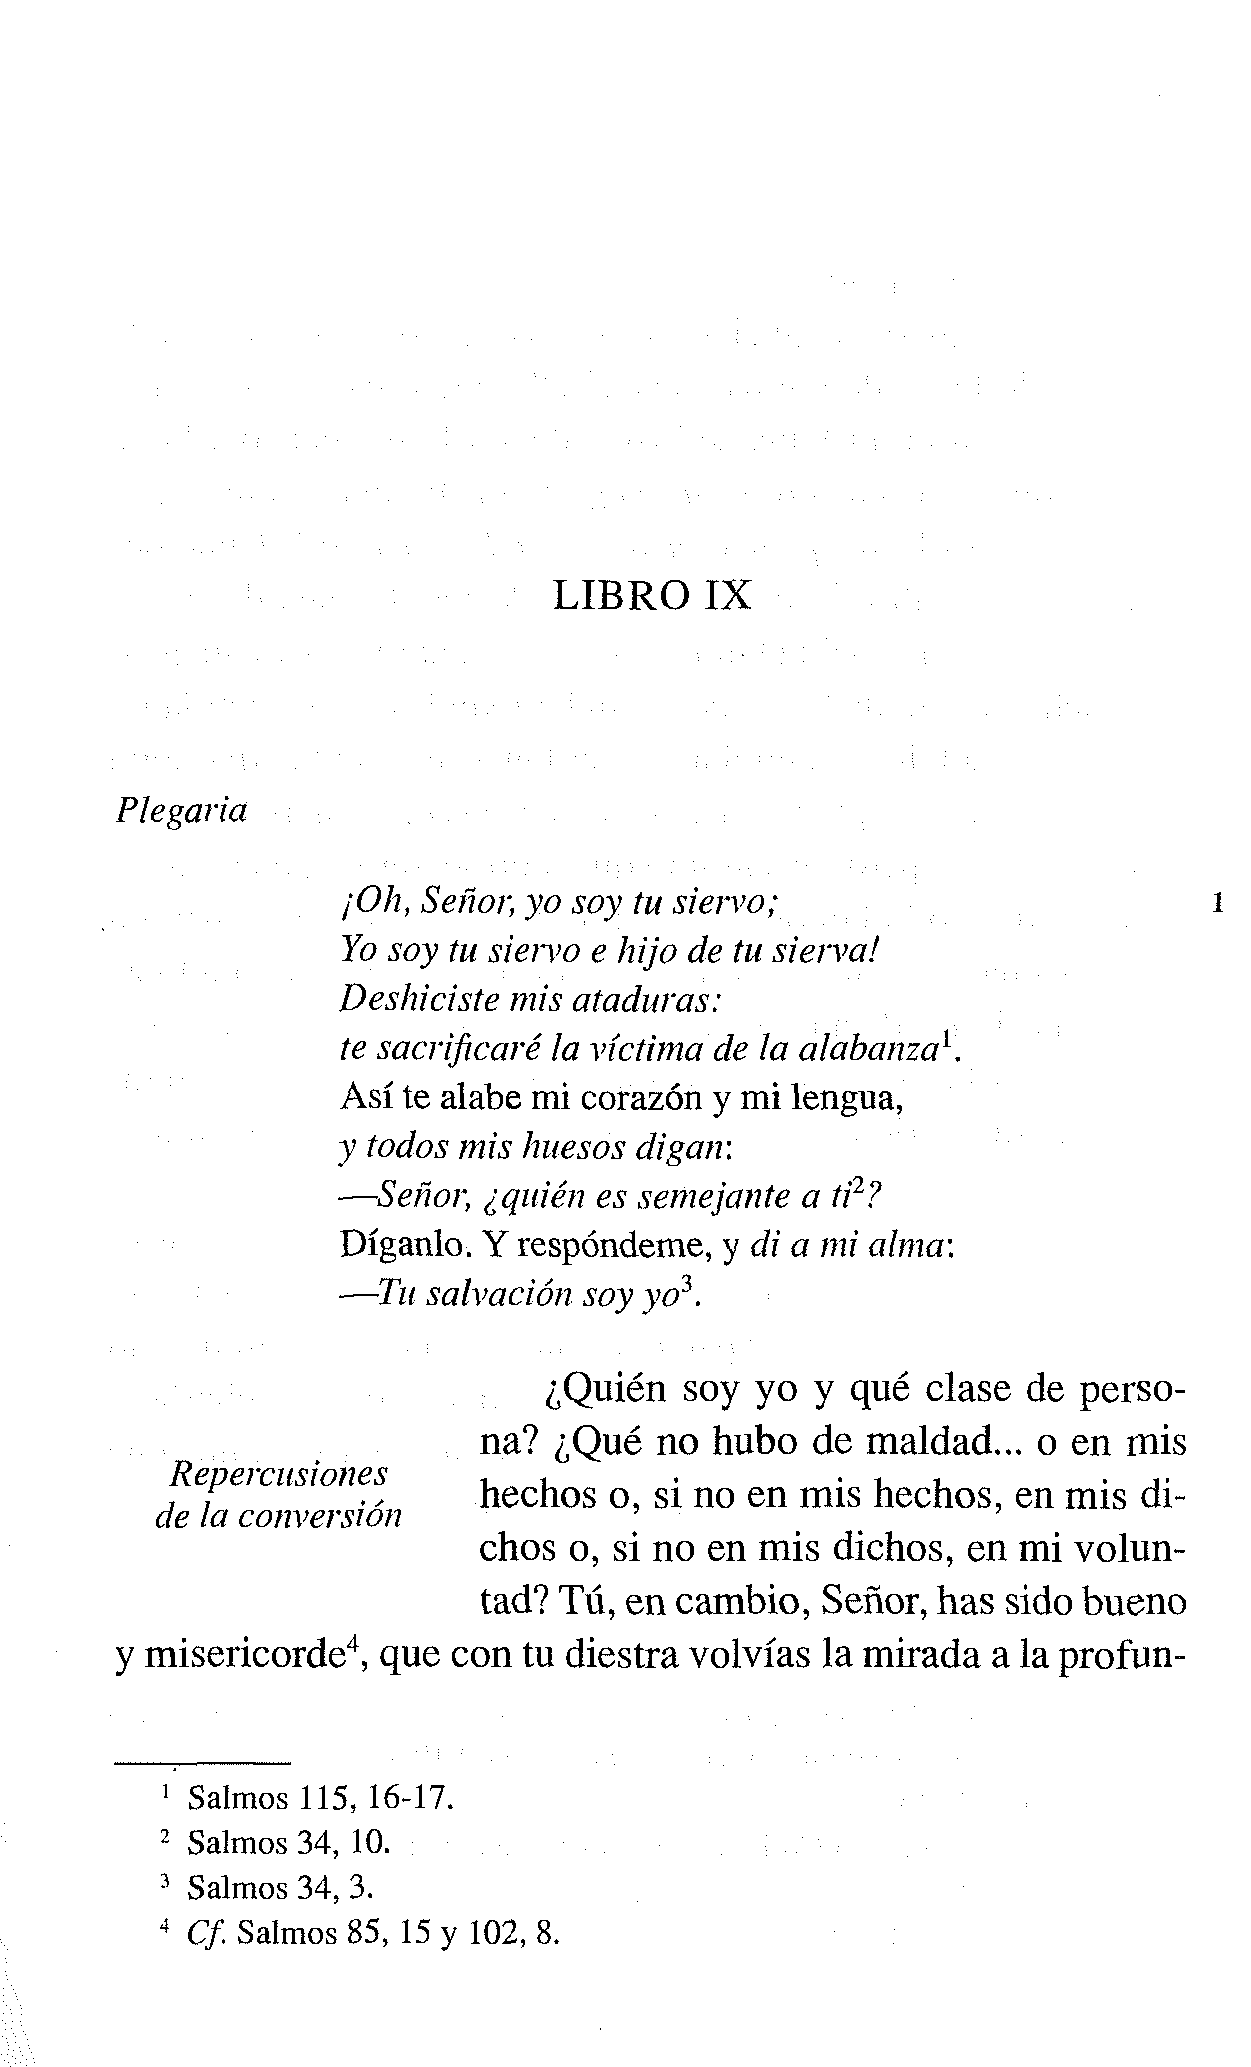 LIBRO IX
Plegaria
¡Oh, Señor, yo soy tu siervo;
1
Yo soy tu siervo e hijo de tu sierva!
Deshiciste mis ataduras:
te sacrificaré la víctima de la alabanza¹.
Así te alabe mi corazón y mi lengua,
y todos mis huesos digan:
—Señor, ¿quién es semejante a ti²?
Díganlo. Y respóndeme, y di a mi alma:
—Tu salvación soy yo³.
Repercusiones
de la conversión
¿Quién soy yo y qué clase de perso-
na? ¿Qué no hubo de maldad... o en mis
hechos o, si no en mis hechos, en mis di-
chos o, si no en mis dichos, en mi volun-
tad? Tú, en cambio, Señor, has sido bueno
y misericorde⁴, que con tu diestra volvías la mirada a la profun-
¹ Salmos 115, 16-17.
² Salmos 34, 10.
³ Salmos 34, 3.
⁴ Cf. Salmos 85, 15 y 102, 8.